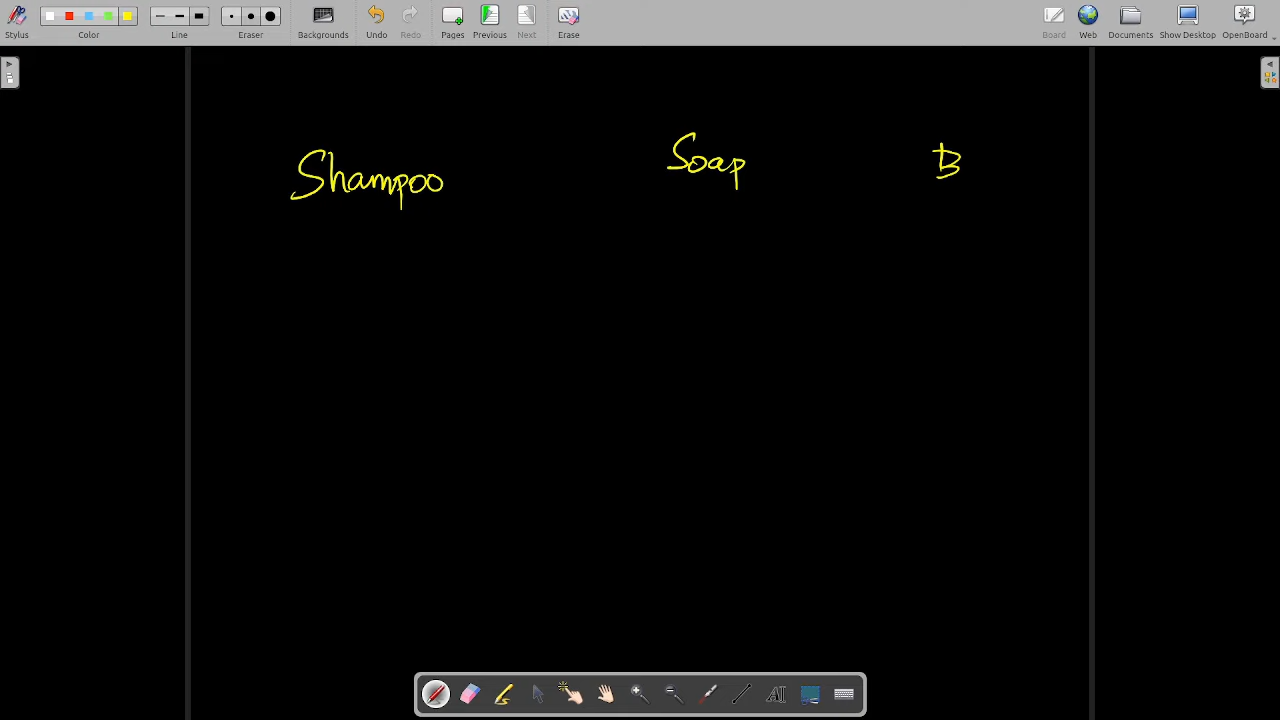 Stylus
Color
Line
Eraser
Backgrounds
Undo
Redo
Pages
Previous
Next
Erase
Board
Web
Documents
Show Desktop
OpenBoard
Shampoo Soap B
AI